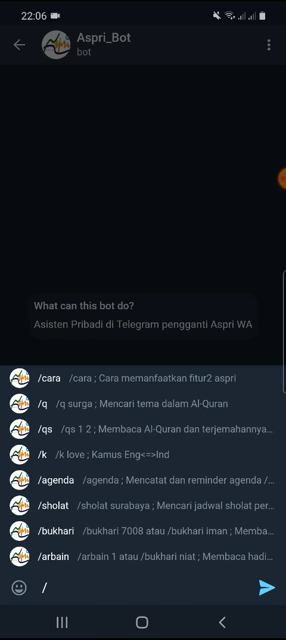 22:06
Aspri_Bot
bot
What can this bot do?
Asisten Pribadi di Telegram pengganti Aspri WA
/cara /cara ; Cara memanfaatkan fitur2 aspri
/q /q surga ; Mencari tema dalam Al-Quran
/qs /qs 1 2 ; Membaca Al-Quran dan terjemahannya...
/k /k love ; Kamus Eng<=>Ind
/agenda /agenda ; Mencatat dan reminder agenda /...
/sholat /sholat surabaya ; Mencari jadwal sholat per...
/bukhari /bukhari 7008 atau /bukhari iman ; Memba...
/arbain /arbain 1 atau /bukhari niat ; Membaca hadi...
/